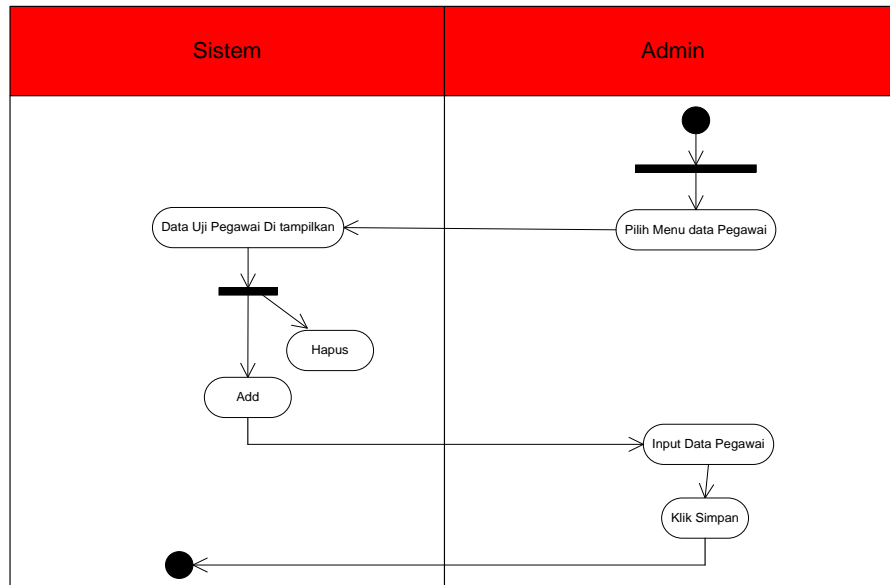 Sistem
Admin
Data Uji Pegawai Di tampilkan
Pilih Menu data Pegawai
Hapus
Add
Input Data Pegawai
Klik Simpan